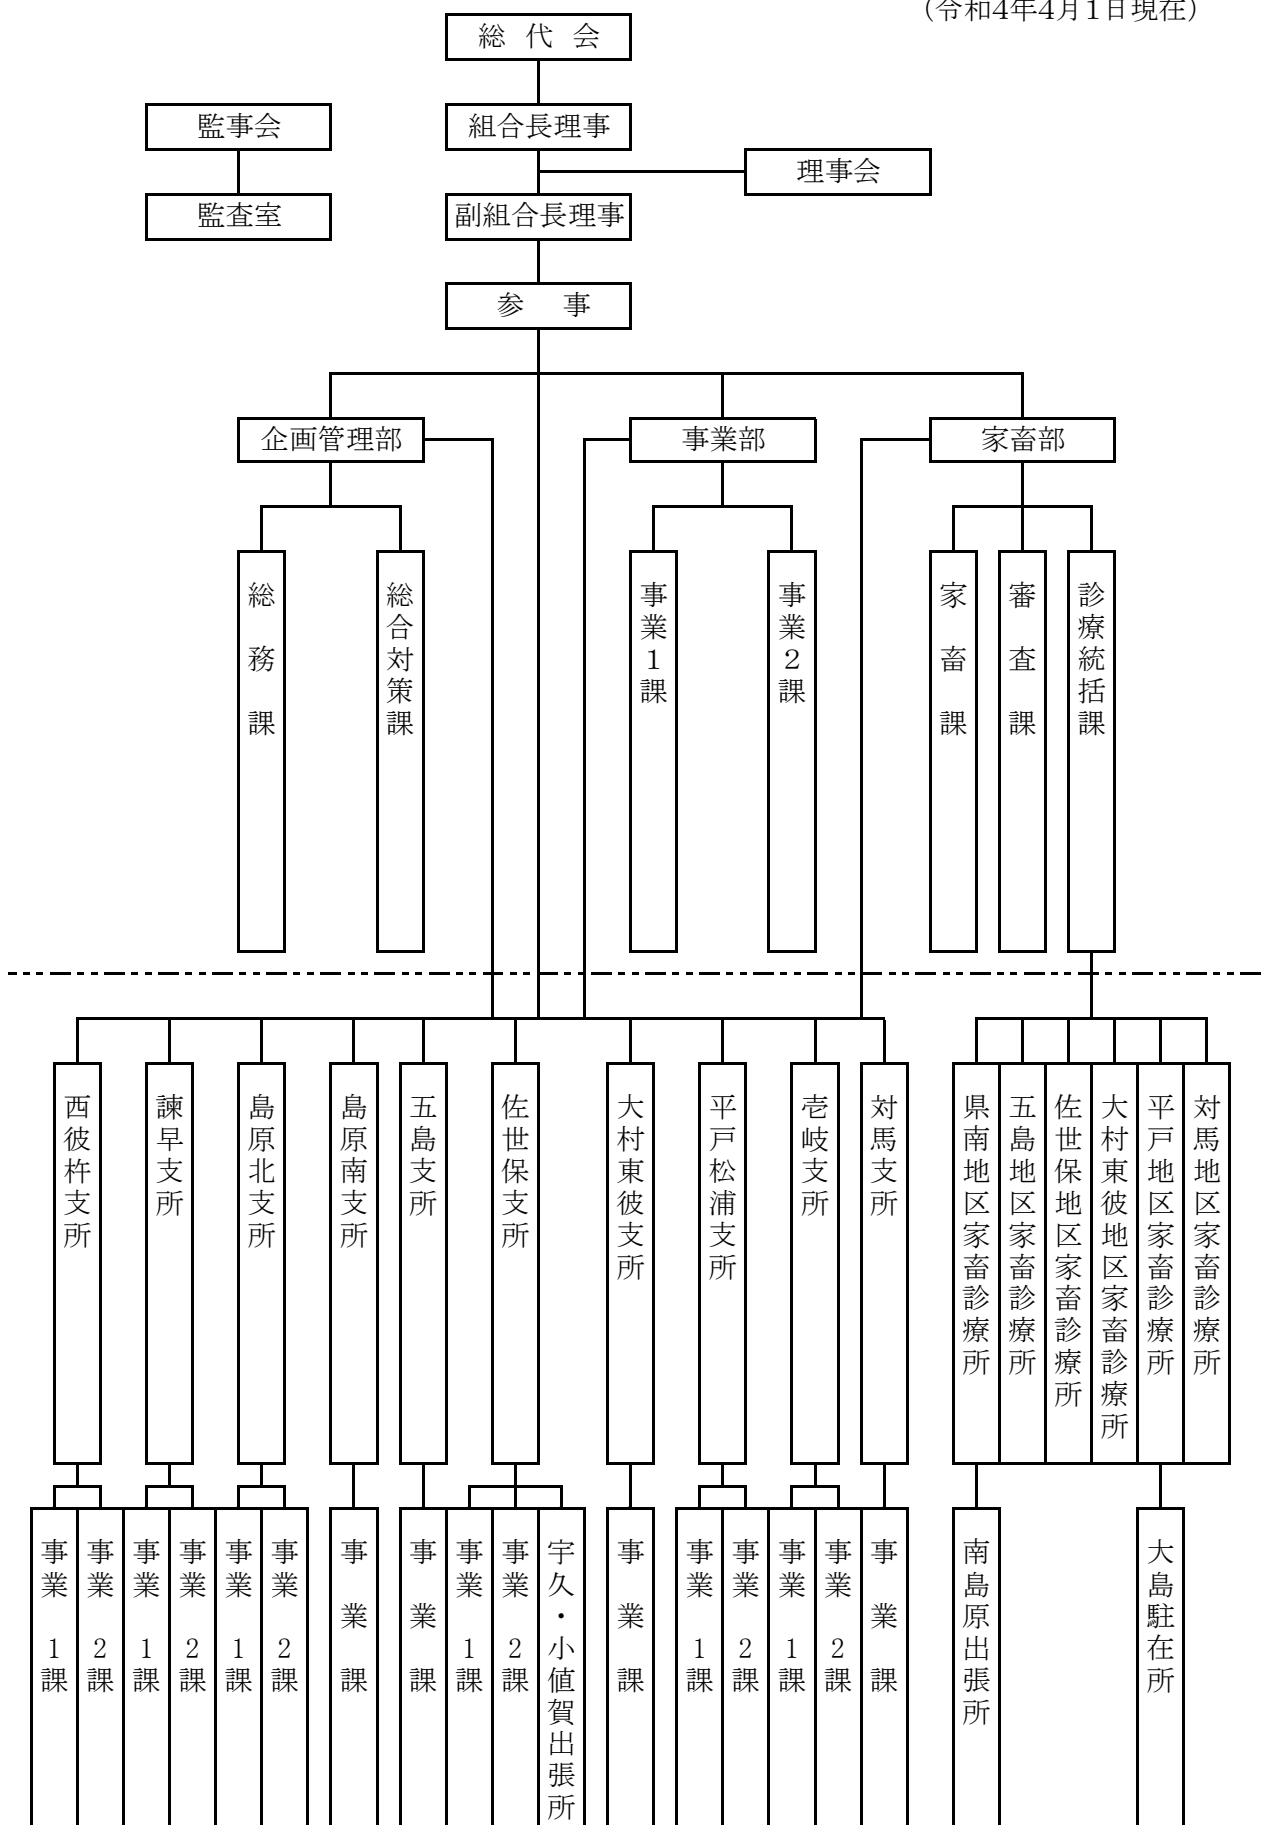 (令和4年4月1日現在)
総代会
監事会
組合長理事
理事会
監査室
副組合長理事
参事
企画管理部
事業部
家畜部
総務課
総合対策課
事業1課
事業2課
家畜課
審査課
診療統括課
西彼杵支所
諫早支所
島原北支所
島原南支所
五島支所
佐世保支所
大村東彼支所
平戸松浦支所
壱岐支所
対馬支所
県南地区家畜診療所
五島地区家畜診療所
佐世保地区家畜診療所
大村東彼地区家畜診療所
平戸地区家畜診療所
対馬地区家畜診療所
事業1課
事業2課
事業1課
事業2課
事業1課
事業2課
事業課
事業課
事業1課
事業2課
宇久・小値賀出張所
事業課
事業1課
事業2課
事業1課
事業2課
事業課
南島原出張所
大島駐在所